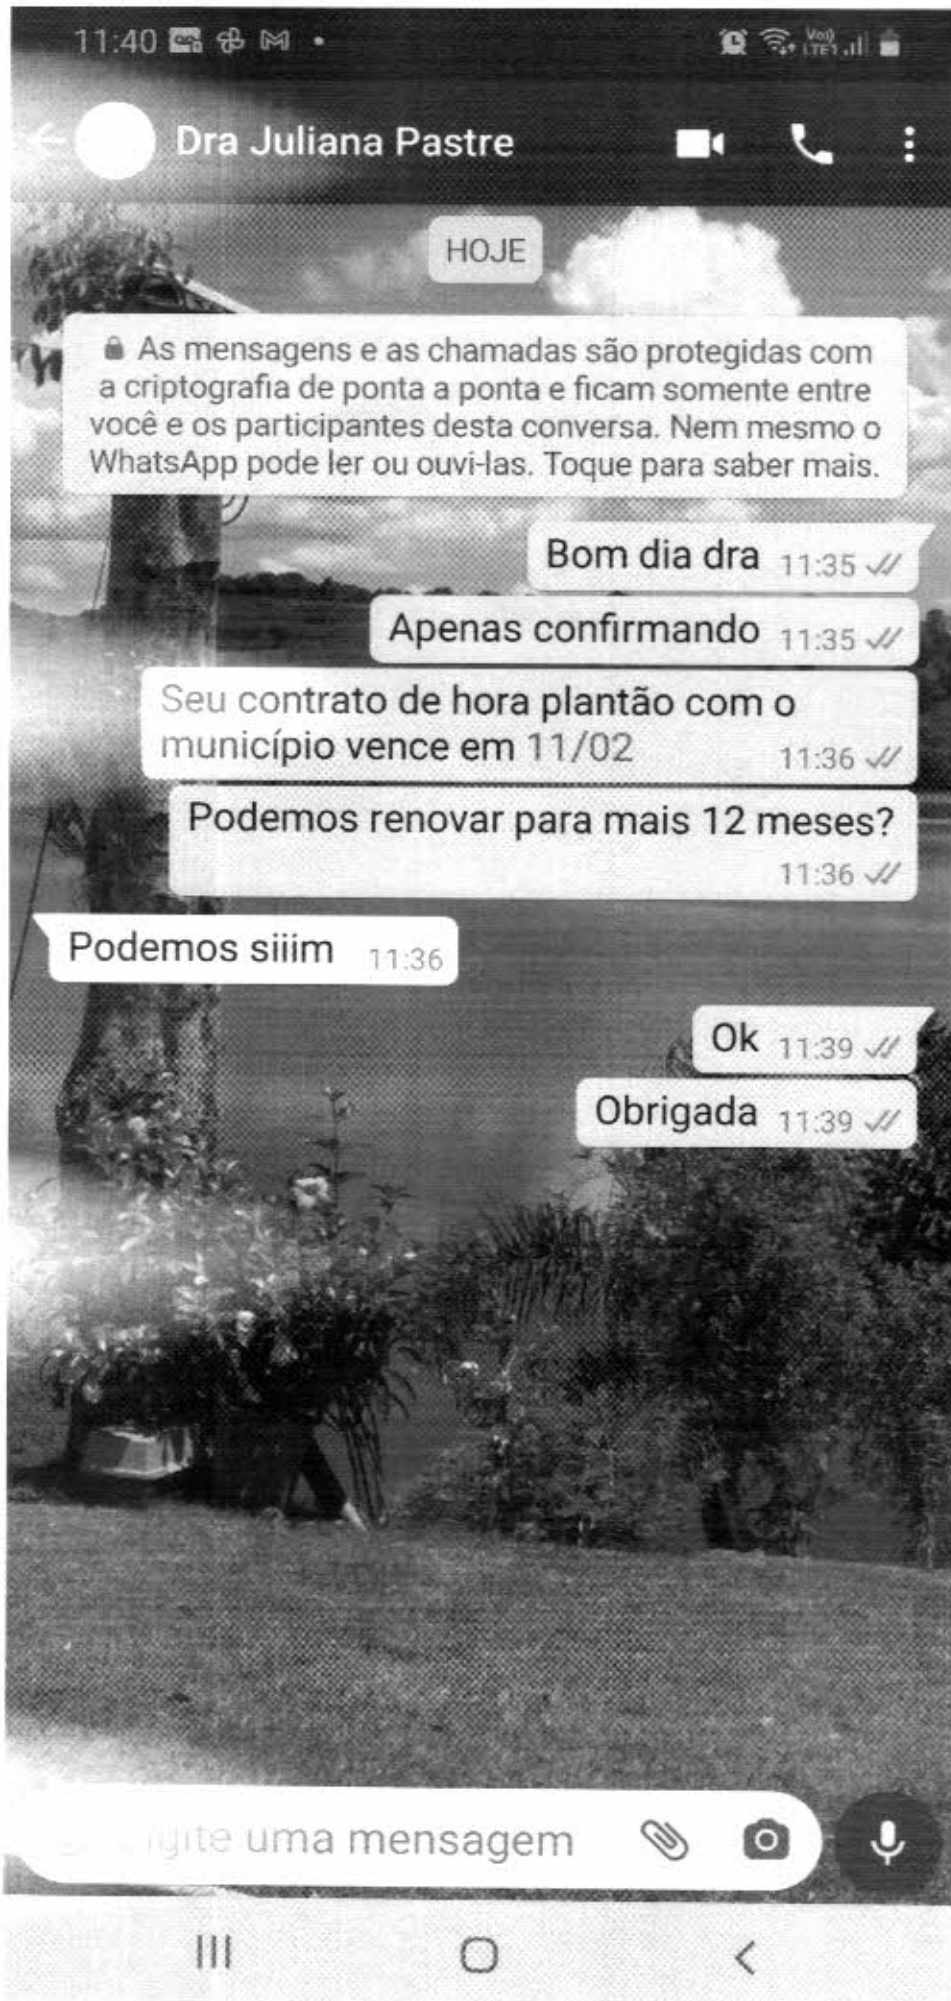 11:40
Dra Juliana Pastre
HOJE
As mensagens e as chamadas são protegidas com
a criptografia de ponta a ponta e ficam somente entre
você e os participantes desta conversa. Nem mesmo o
WhatsApp pode ler ou ouvi-las. Toque para saber mais.
Bom dia dra 11:35
Apenas confirmando 11:35
Seu contrato de hora plantão com o
município vence em 11/02 11:36
Podemos renovar para mais 12 meses?
11:36
Podemos siiim 11:36
Ok 11:39
Obrigada 11:39
uma mensagem